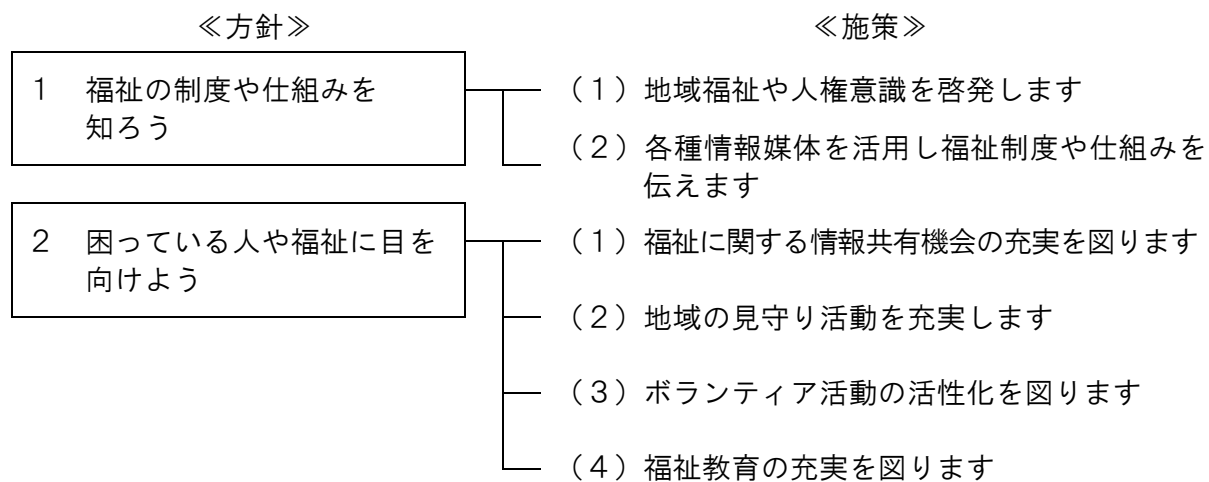 ≪方針≫
≪施策≫
1 福祉の制度や仕組みを
知ろう
（1）地域福祉や人権意識を啓発します
（2）各種情報媒体を活用し福祉制度や仕組みを
伝えます
2 困っている人や福祉に目を
向けよう
（1）福祉に関する情報共有機会の充実を図ります
（2）地域の見守り活動を充実します
（3）ボランティア活動の活性化を図ります
（4）福祉教育の充実を図ります